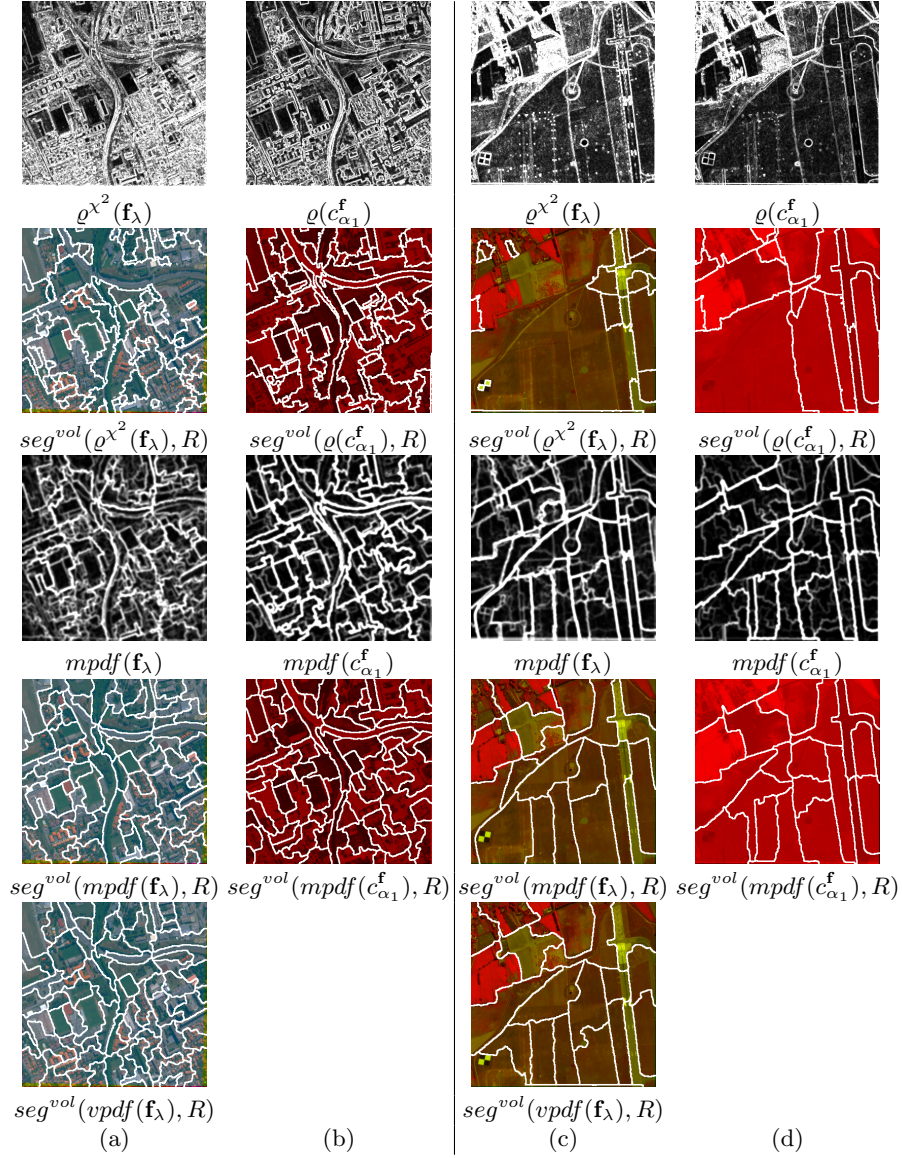 ϱ^{χ²}(f_λ) ϱ(c^f_{α₁}) ϱ^{χ²}(f_λ) ϱ(c^f_{α₁})
seg^{vol}(ϱ^{χ²}(f_λ), R) seg^{vol}(ϱ(c^f_{α₁}), R) seg^{vol}(ϱ^{χ²}(f_λ), R) seg^{vol}(ϱ(c^f_{α₁}), R)
mpdf(f_λ) mpdf(c^f_{α₁}) mpdf(f_λ) mpdf(c^f_{α₁})
seg^{vol}(mpdf(f_λ), R) seg^{vol}(mpdf(c^f_{α₁}), R) seg^{vol}(mpdf(f_λ), R) seg^{vol}(mpdf(c^f_{α₁}), R)
seg^{vol}(vpdf(f_λ), R) seg^{vol}(vpdf(f_λ), R)
(a) (b) (c) (d)